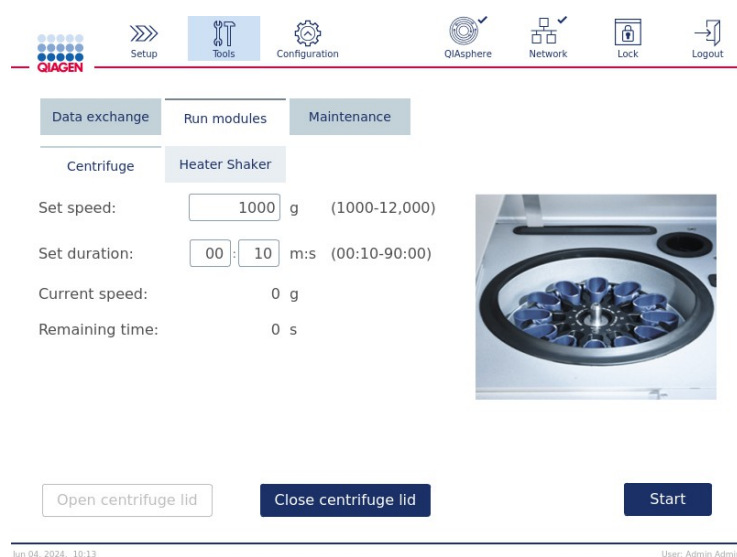 Setup
Tools
Configuration
QIAsphere
Network
Lock
Logout
QIAGEN
Data exchange
Run modules
Maintenance
Centrifuge
Heater Shaker
Set speed: 1000 g (1000-12,000)
Set duration: 00 : 10 m:s (00:10-90:00)
Current speed: 0 g
Remaining time: 0 s
Open centrifuge lid
Close centrifuge lid
Start
Jun 04, 2024, 10:13
User: Admin Admin